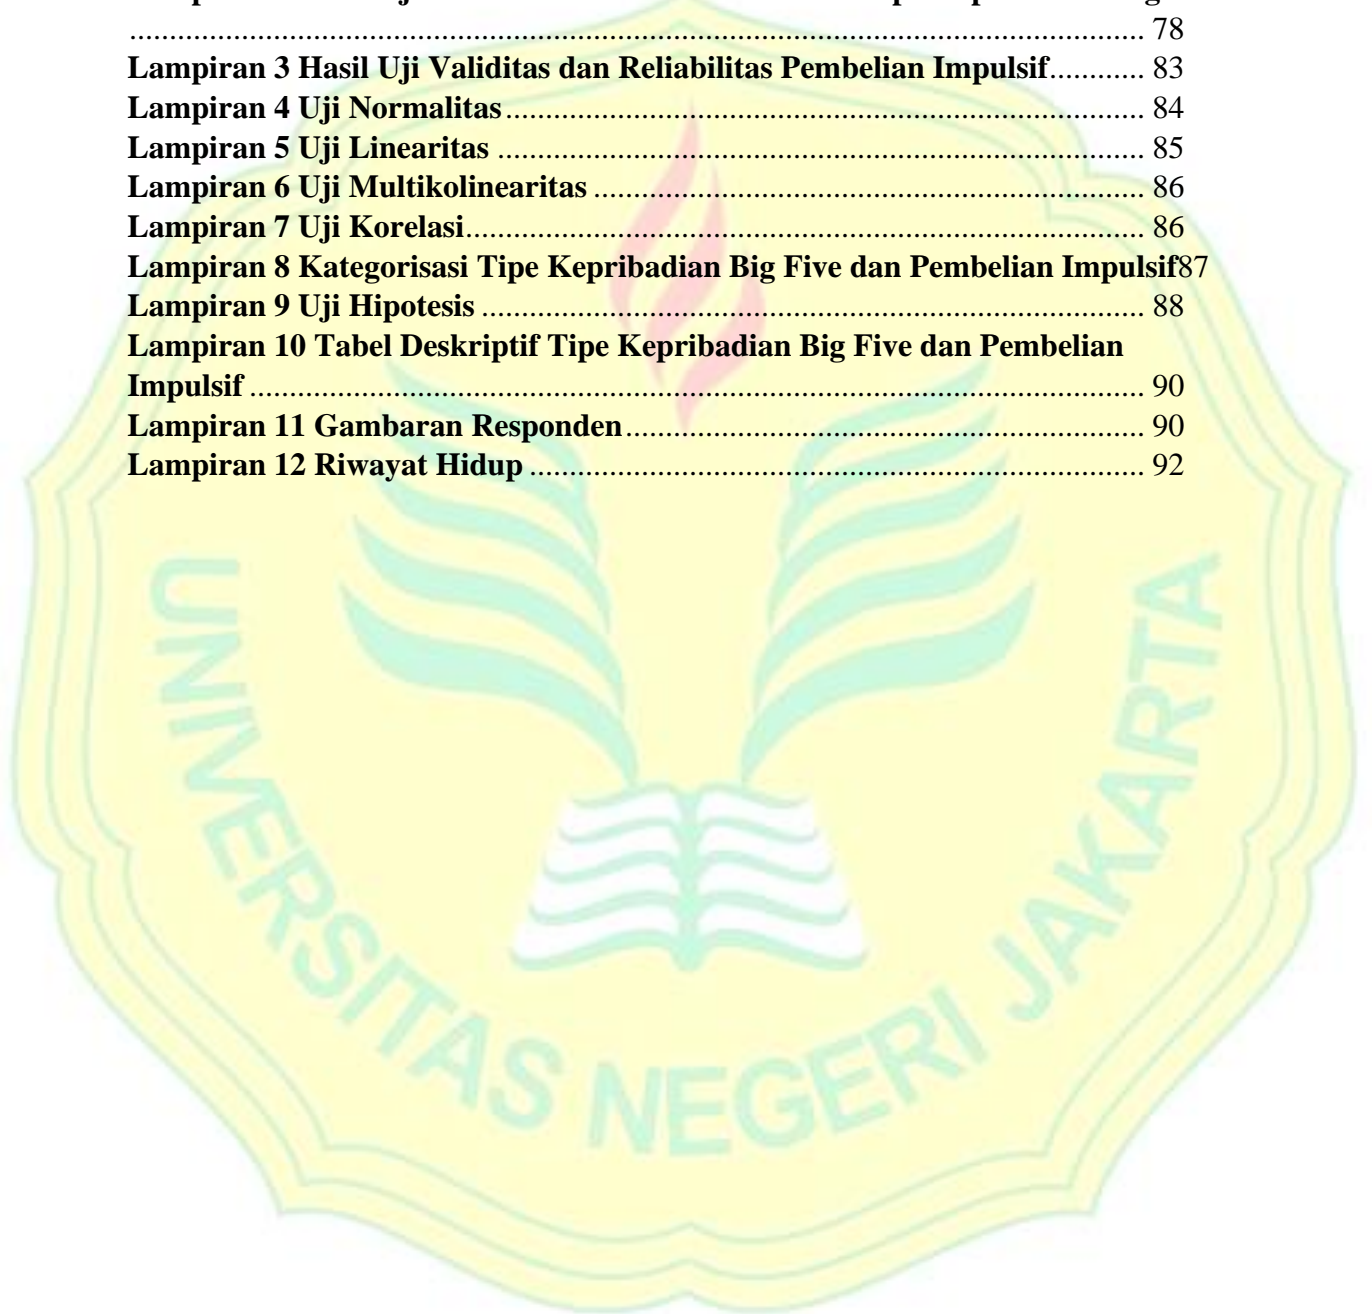 ........................................................................................................................... 78
Lampiran 3 Hasil Uji Validitas dan Reliabilitas Pembelian Impulsif............ 83
Lampiran 4 Uji Normalitas................................................................................ 84
Lampiran 5 Uji Linearitas ................................................................................. 85
Lampiran 6 Uji Multikolinearitas ..................................................................... 86
Lampiran 7 Uji Korelasi..................................................................................... 86
Lampiran 8 Kategorisasi Tipe Kepribadian Big Five dan Pembelian Impulsif87
Lampiran 9 Uji Hipotesis ................................................................................... 88
Lampiran 10 Tabel Deskriptif Tipe Kepribadian Big Five dan Pembelian
Impulsif ................................................................................................................ 90
Lampiran 11 Gambaran Responden................................................................. 90
Lampiran 12 Riwayat Hidup ............................................................................. 92
UNIVERSITAS NEGERI JAKARTA